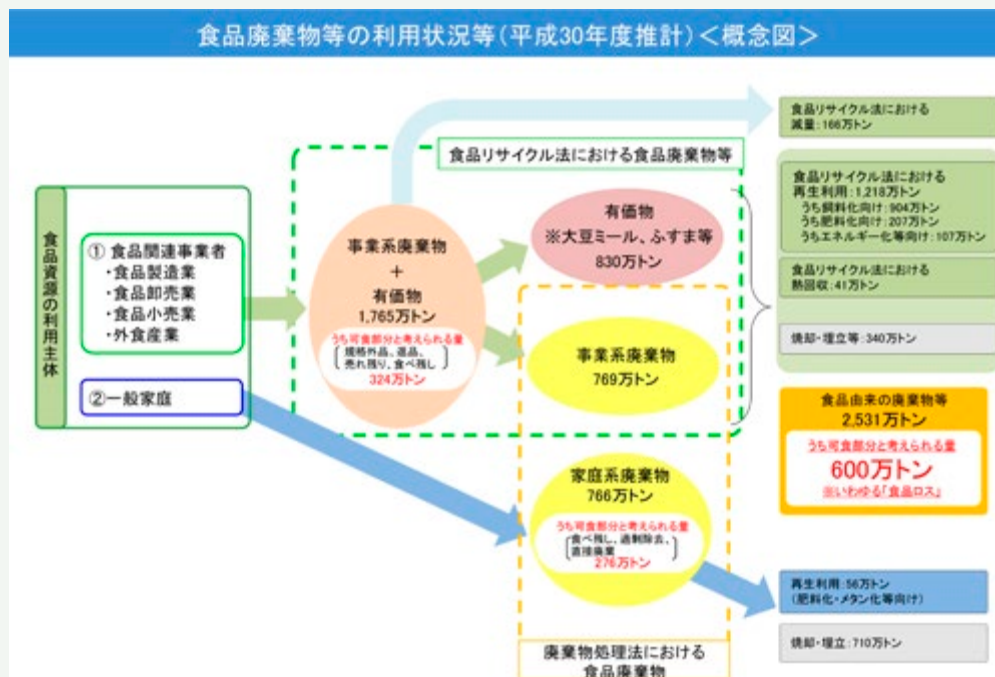 食品廃棄物等の利用状況等(平成30年度推計)<概念図>
食品資源の利用主体
① 食品関連事業者
・食品製造業
・食品卸売業
・食品小売業
・外食産業
②一般家庭
食品リサイクル法における食品廃棄物等
事業系廃棄物
+
有価物
1,765万トン
うち可食部分と考えられる量
規格外品、返品、
売れ残り、食べ残し
324万トン
有価物
※大豆ミール、ふすま等
830万トン
事業系廃棄物
769万トン
家庭系廃棄物
766万トン
うち可食部分と考えられる量
食べ残し、過剰除去、
直接廃棄
276万トン
廃棄物処理法における
食品廃棄物
食品リサイクル法における
減量:166万トン
食品リサイクル法における
再生利用:1,218万トン
うち飼料化向け:904万トン
うち肥料化向け:207万トン
うちエネルギー化等向け:107万トン
食品リサイクル法における
熱回収:41万トン
焼却・埋立等:340万トン
食品由来の廃棄物等
2,531万トン
うち可食部分と考えられる量
600万トン
※いわゆる「食品ロス」
再生利用:56万トン
(肥料化・メタン化等向け)
焼却・埋立:710万トン